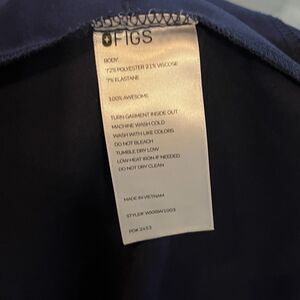 FIGS
BODY:
72% POLYESTER 21% VISCOSE
7% ELASTANE
100% AWESOME
TURN GARMENT INSIDE OUT
MACHINE WASH COLD
WASH WITH LIKE COLORS
DO NOT BLEACH
TUMBLE DRY LOW
LOW HEAT IRON IF NEEDED
DO NOT DRY CLEAN
MADE IN VIETNAM
STYLE#
PO#